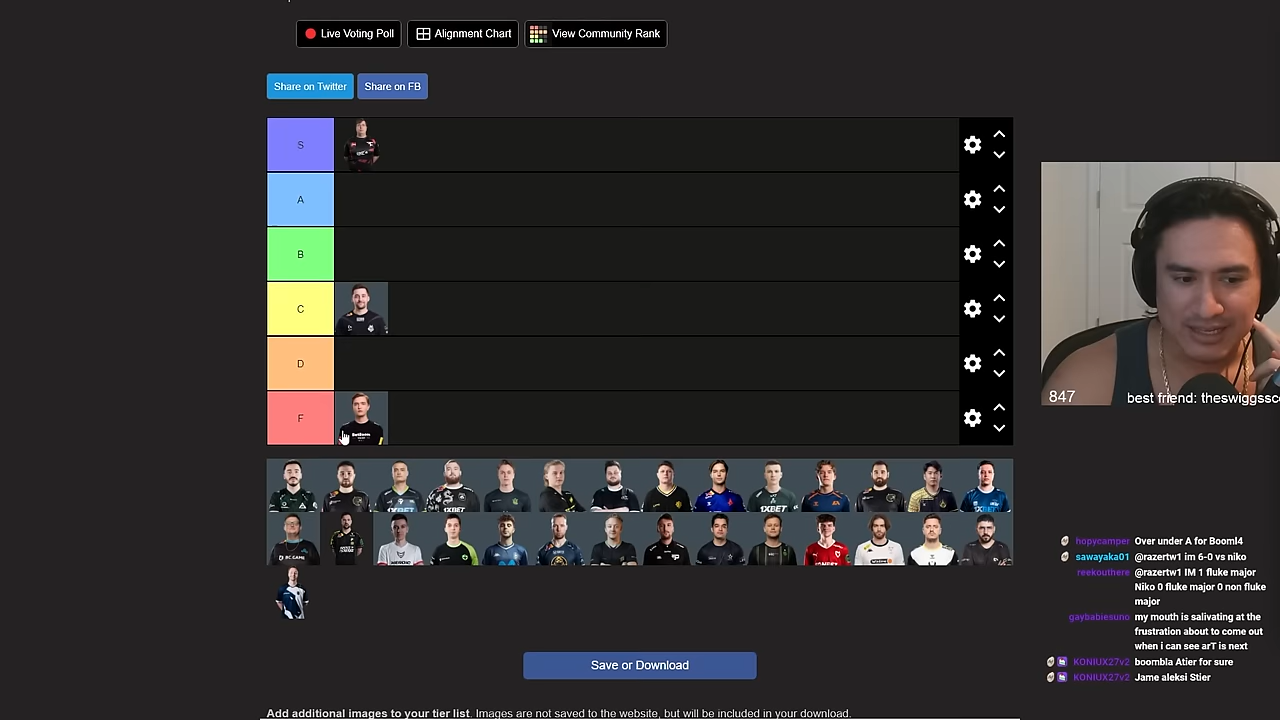 Live Voting Poll
Alignment Chart
View Community Rank
Share on Twitter
Share on FB
S
A
B
C
D
F
847
best friend: theswiggssc
hopycamper Over under A for Booml4
sawayaka01 @razertw1 im 6-0 vs niko
reekouthere @razertw1 IM 1 fluke major
Niko 0 fluke major 0 non fluke
major
gaybabiesuno my mouth is salivating at the
frustration about to come out
when i can see arT is next
KONIUX27v2 boombla Atier for sure
KONIUX27v2 Jame aleksi Stier
Save or Download
Add additional images to your tier list. Images are not saved to the website, but will be included in your download.